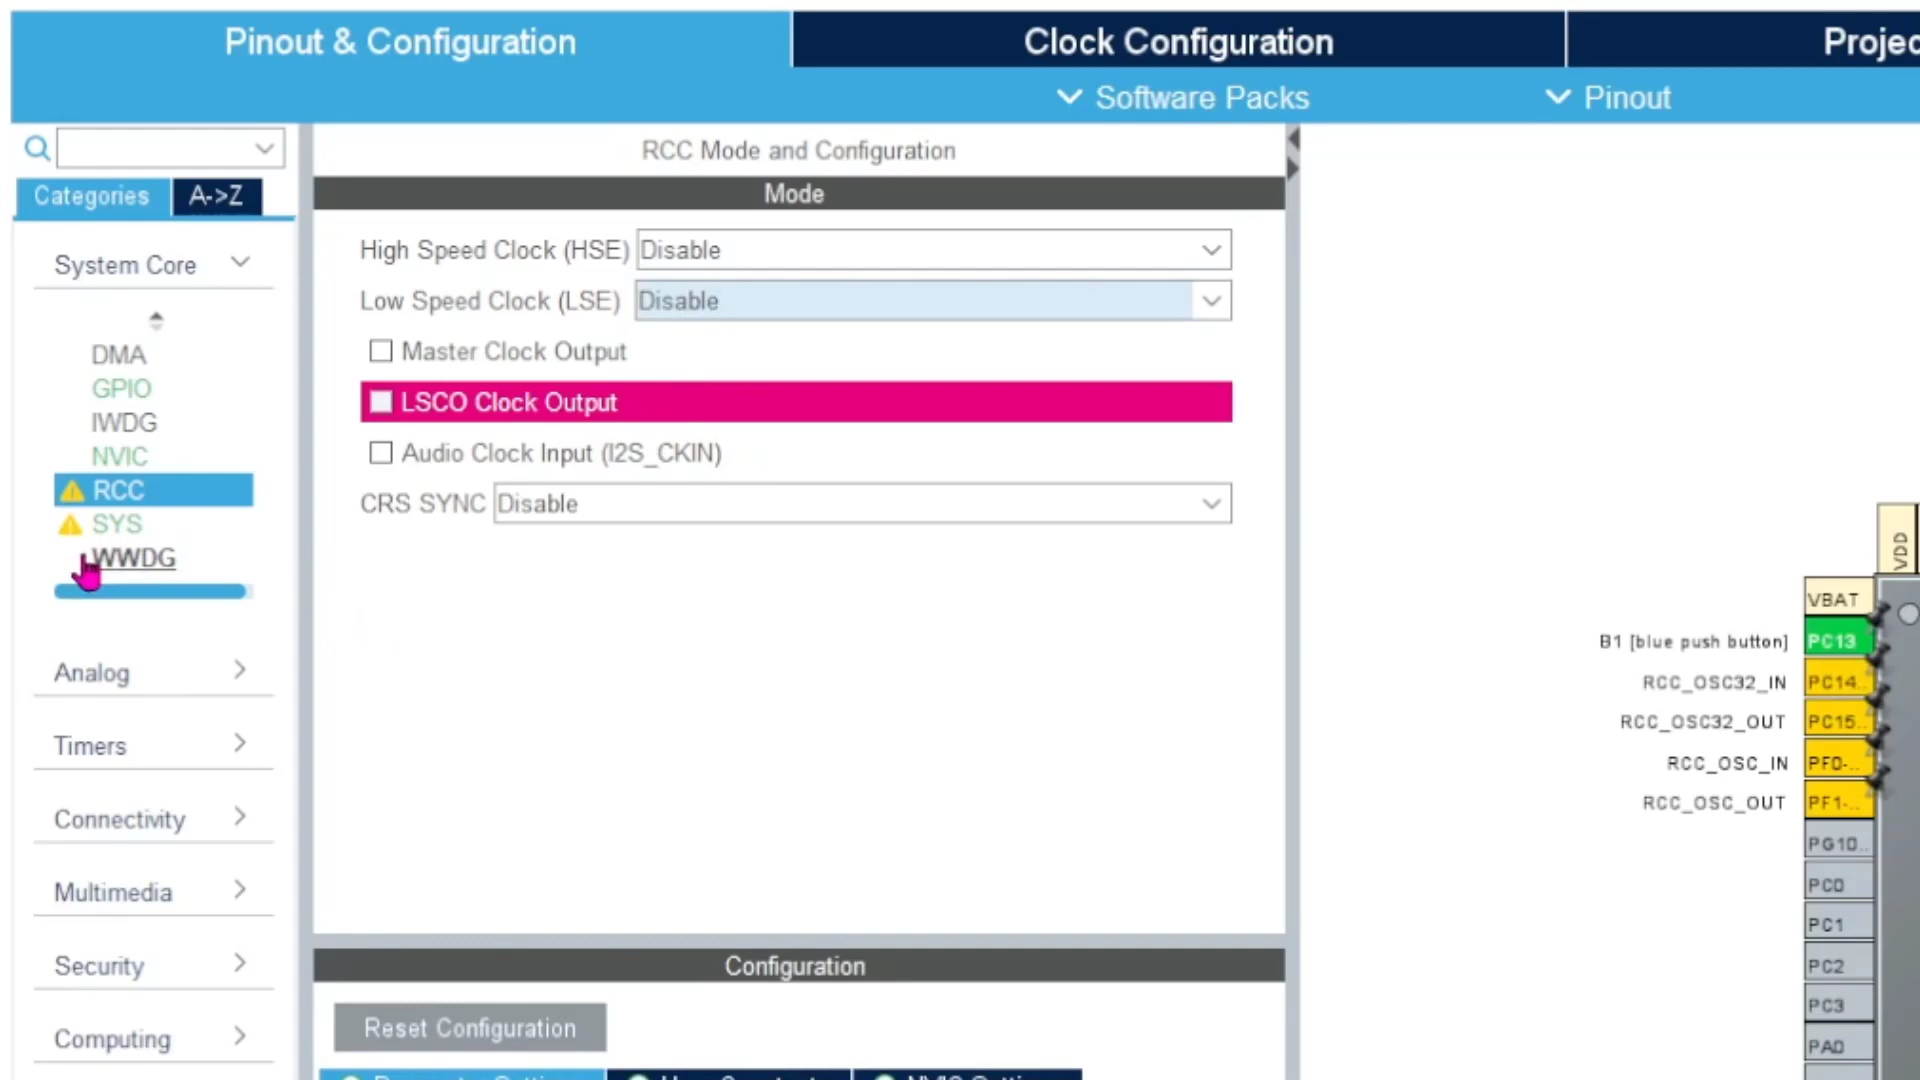 Pinout & Configuration
Clock Configuration
Projec
Software Packs
Pinout
Categories
A->Z
System Core
DMA
GPIO
IWDG
NVIC
RCC
SYS
WWDG
Analog
Timers
Connectivity
Multimedia
Security
Computing
RCC Mode and Configuration
Mode
High Speed Clock (HSE) Disable
Low Speed Clock (LSE) Disable
Master Clock Output
LSCO Clock Output
Audio Clock Input (I2S_CKIN)
CRS SYNC Disable
Configuration
Reset Configuration
VDD
VBAT
B1 [blue push button] PC13
RCC_OSC32_IN PC14..
RCC_OSC32_OUT PC15..
RCC_OSC_IN PF0-..
RCC_OSC_OUT PF1-..
PG10..
PC0
PC1
PC2
PC3
PA0